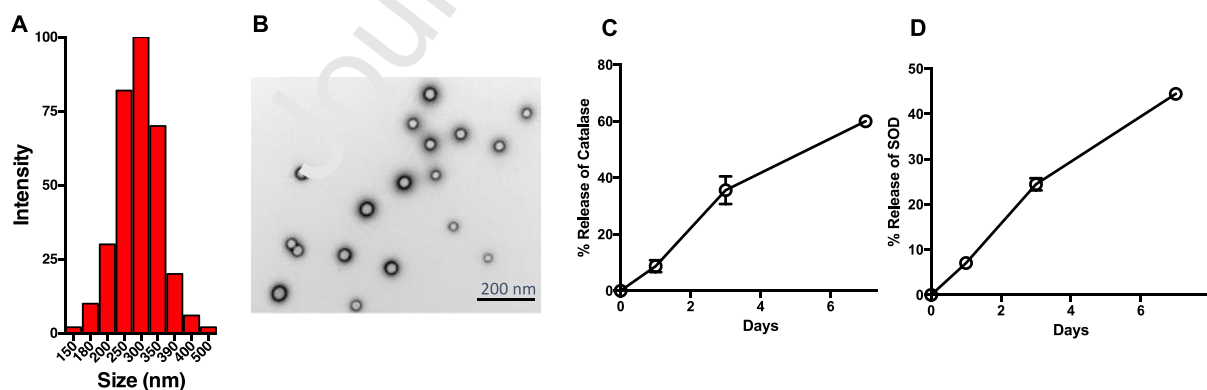 A
Intensity
100
75
50
25
0
150 180 200 250 300 350 390 400 500
Size (nm)
B
Jour
200 nm
C
% Release of Catalase
80
60
40
20
0
0 2 4 6
Days
D
% Release of SOD
50
40
30
20
10
0
0 2 4 6
Days